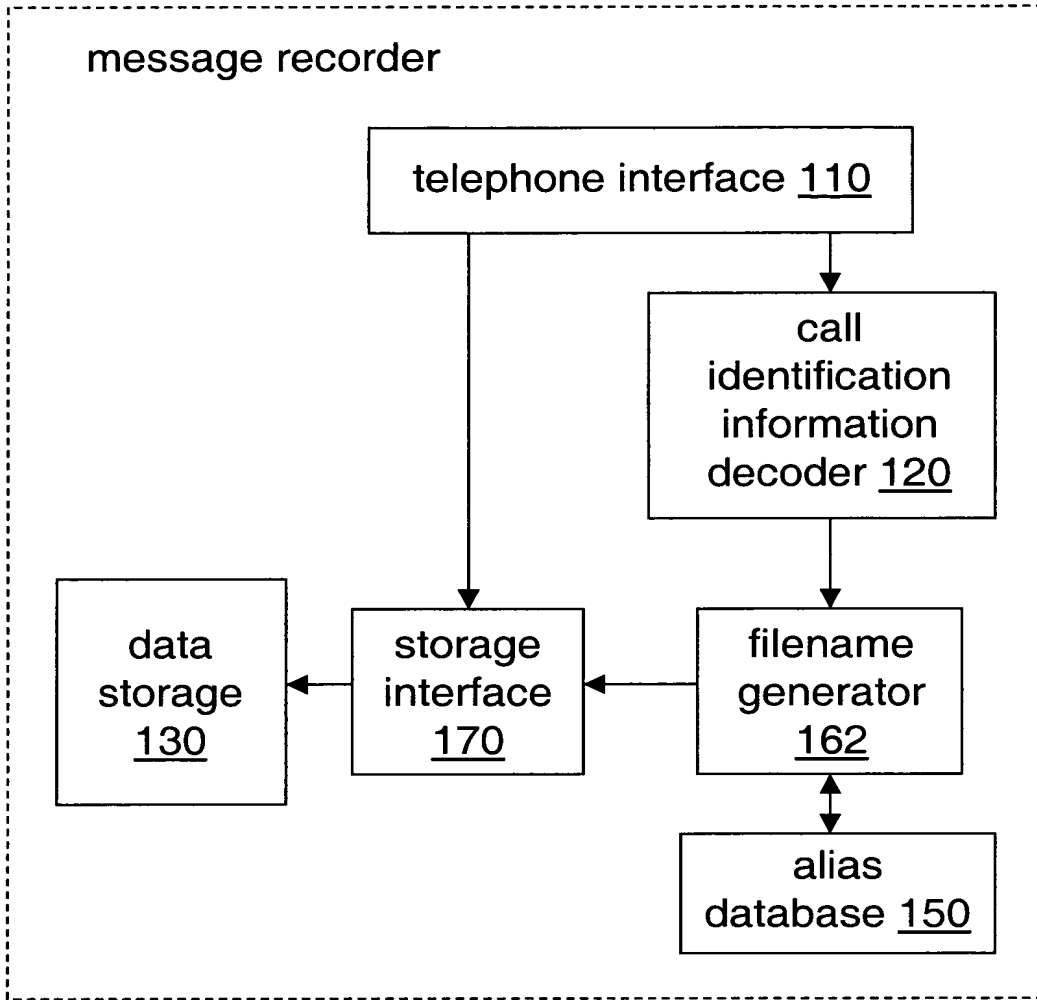 message recorder
telephone interface 110
call
identification
information
decoder 120
data
storage
130
storage
interface
170
filename
generator
162
alias
database 150